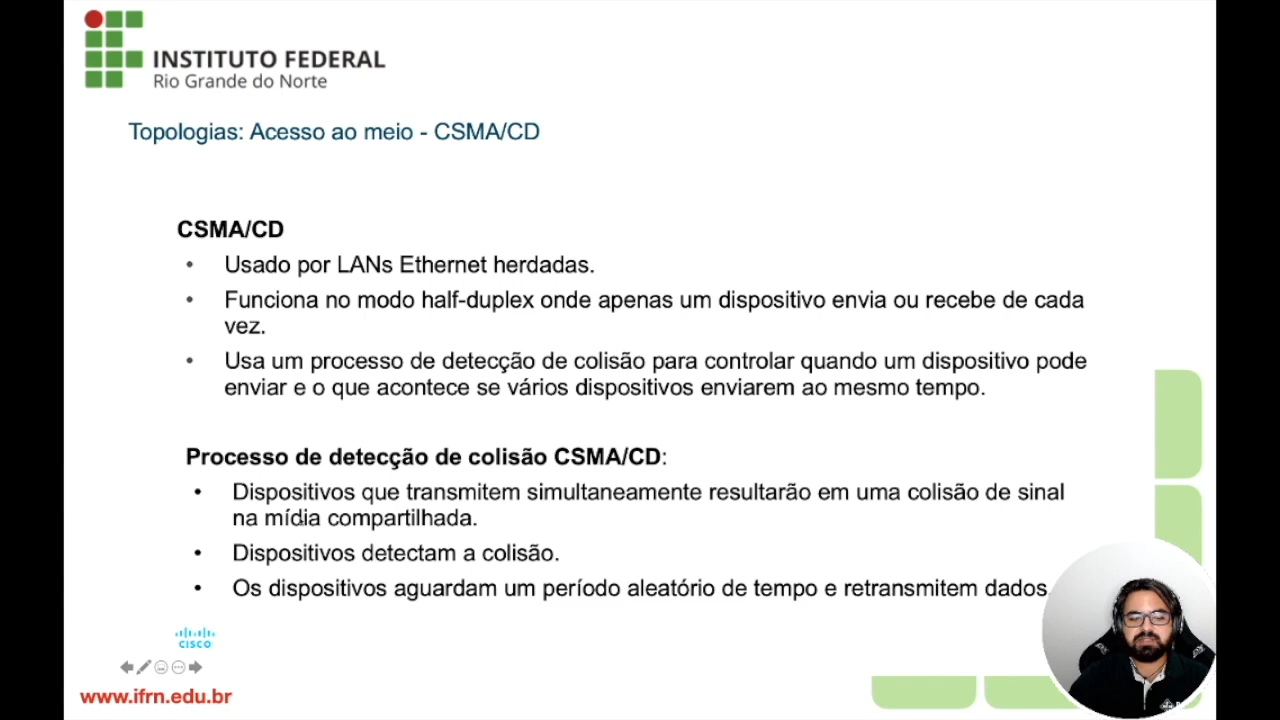 INSTITUTO FEDERAL
Rio Grande do Norte
Topologias: Acesso ao meio - CSMA/CD
CSMA/CD
• Usado por LANs Ethernet herdadas.
• Funciona no modo half-duplex onde apenas um dispositivo envia ou recebe de cada
vez.
• Usa um processo de detecção de colisão para controlar quando um dispositivo pode
enviar e o que acontece se vários dispositivos enviarem ao mesmo tempo.
Processo de detecção de colisão CSMA/CD:
• Dispositivos que transmitem simultaneamente resultarão em uma colisão de sinal
na mídia compartilhada.
• Dispositivos detectam a colisão.
• Os dispositivos aguardam um período aleatório de tempo e retransmitem dados.
CISCO
www.ifrn.edu.br